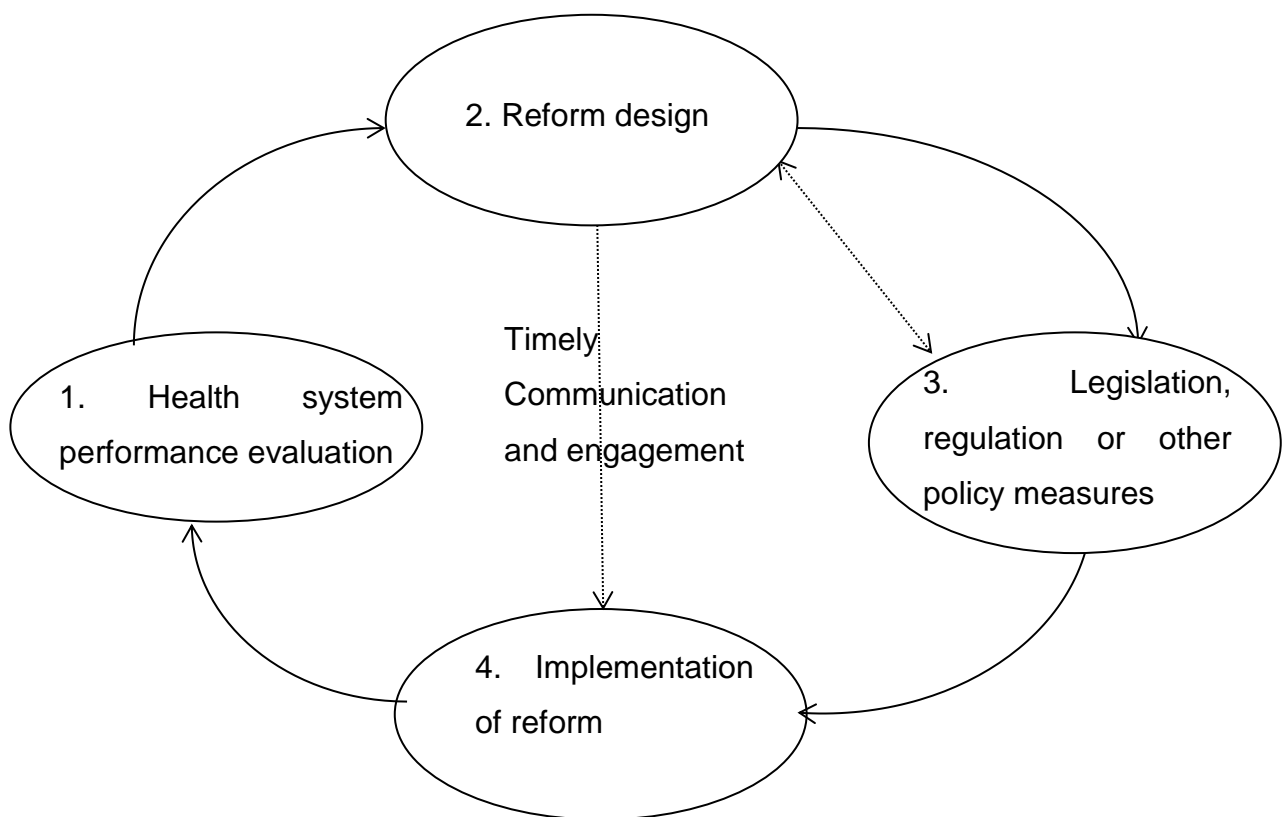 2. Reform design
Timely
Communication
and engagement
1. Health system
performance evaluation
3. Legislation,
regulation or other
policy measures
4. Implementation
of reform